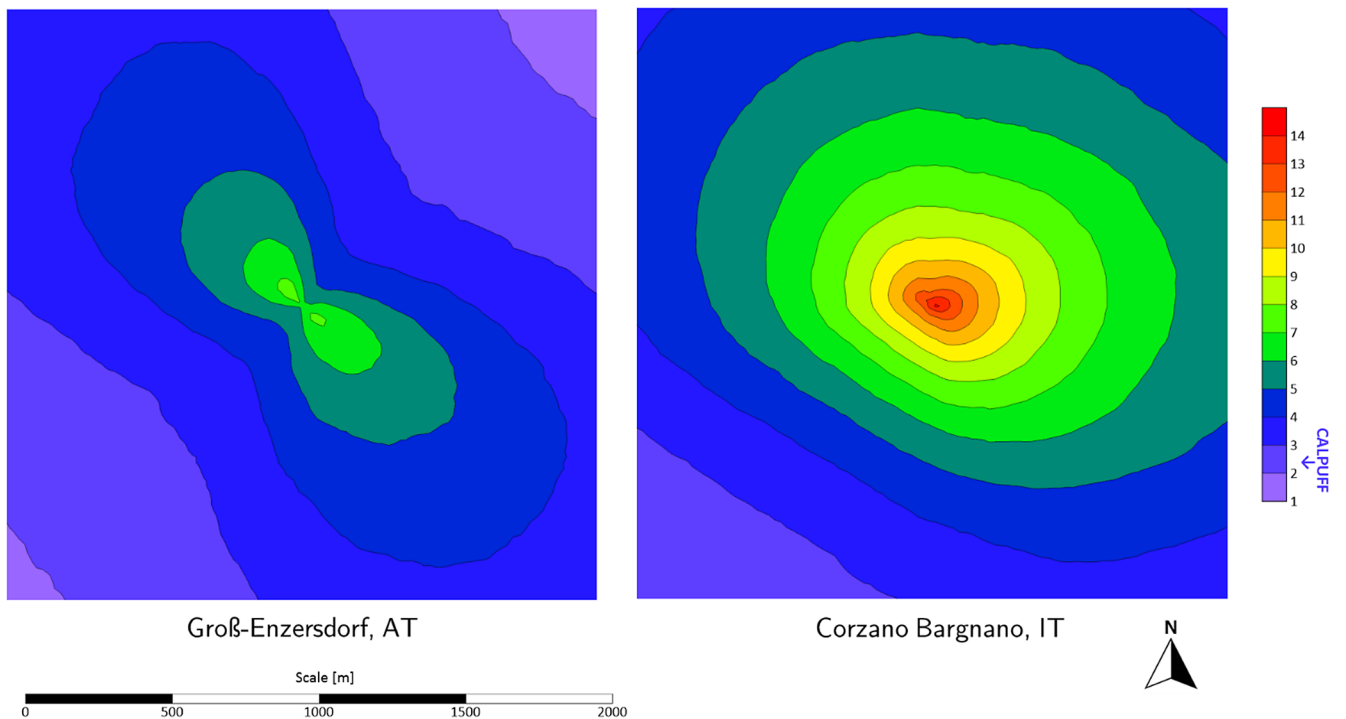 14
13
12
11
10
9
8
7
6
5
4
3
2
1
CALPUFF
Groß-Enzersdorf, AT
Corzano Bargnano, IT
N
Scale [m]
0 500 1000 1500 2000